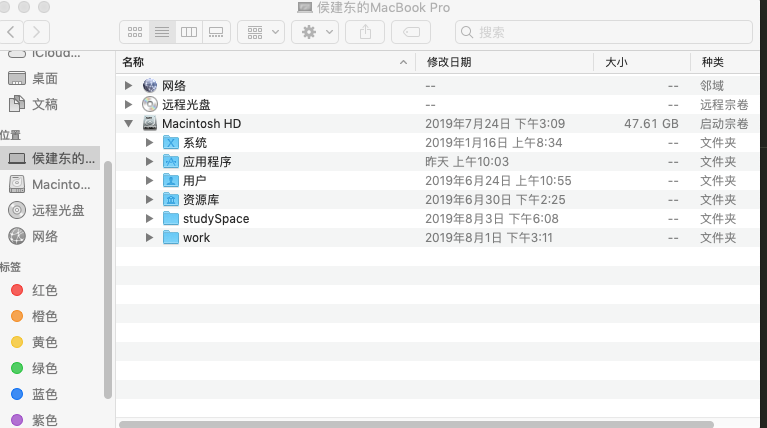 侯建东的MacBook Pro
搜索
iCloud...
桌面
文稿
位置
侯建东的...
Macinto...
远程光盘
网络
标签
红色
橙色
黄色
绿色
蓝色
紫色
名称 修改日期 大小 种类
网络 -- -- 邻域
远程光盘 -- -- 远程宗卷
Macintosh HD 2019年7月24日 下午3:09 47.61 GB 启动宗卷
系统 2019年1月16日 上午8:34 -- 文件夹
应用程序 昨天 上午10:03 -- 文件夹
用户 2019年6月24日 上午10:55 -- 文件夹
资源库 2019年6月30日 下午2:25 -- 文件夹
studySpace 2019年8月3日 下午6:08 -- 文件夹
work 2019年8月1日 下午3:11 -- 文件夹